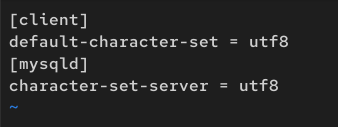 [client]
default-character-set = utf8
[mysqld]
character-set-server = utf8
~